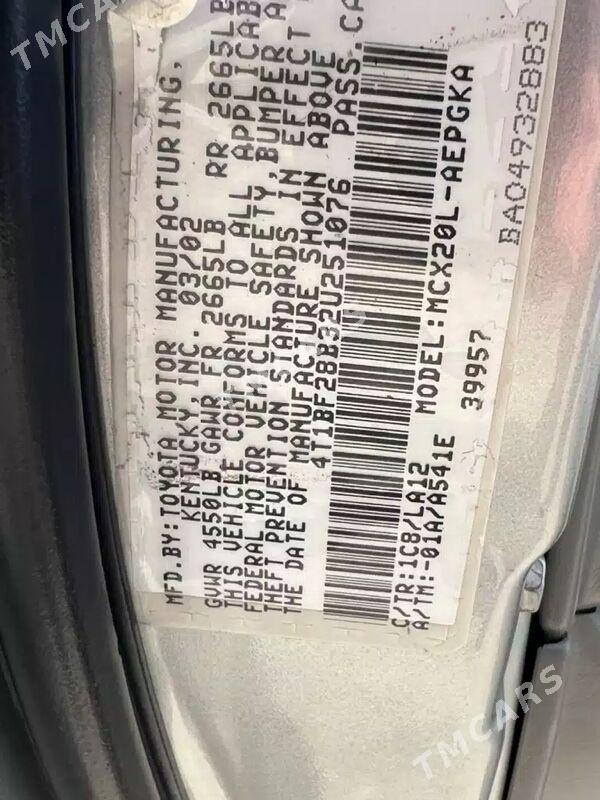 MFD.BY:TOYOTA MOTOR MANUFACTURING,
KENTUCKY, INC. 03/02
GVWR 4550LB GAWR FR 2665LB RR 2665LB
THIS VEHICLE CONFORMS TO ALL APPLICAB
FEDERAL MOTOR VEHICLE SAFETY,BUMPER A
THEFT PREVENTION STANDARDS IN EFFECT
THE DATE OF MANUFACTURE SHOWN ABOVE
4T1BF28B32U251076 PASS.CA
C/TR:1C8/LA12 MODEL:MCX20L-AEPGKA
A/TM:-01A/A541E 39957
BA04932883
TMCARS
TMCARS